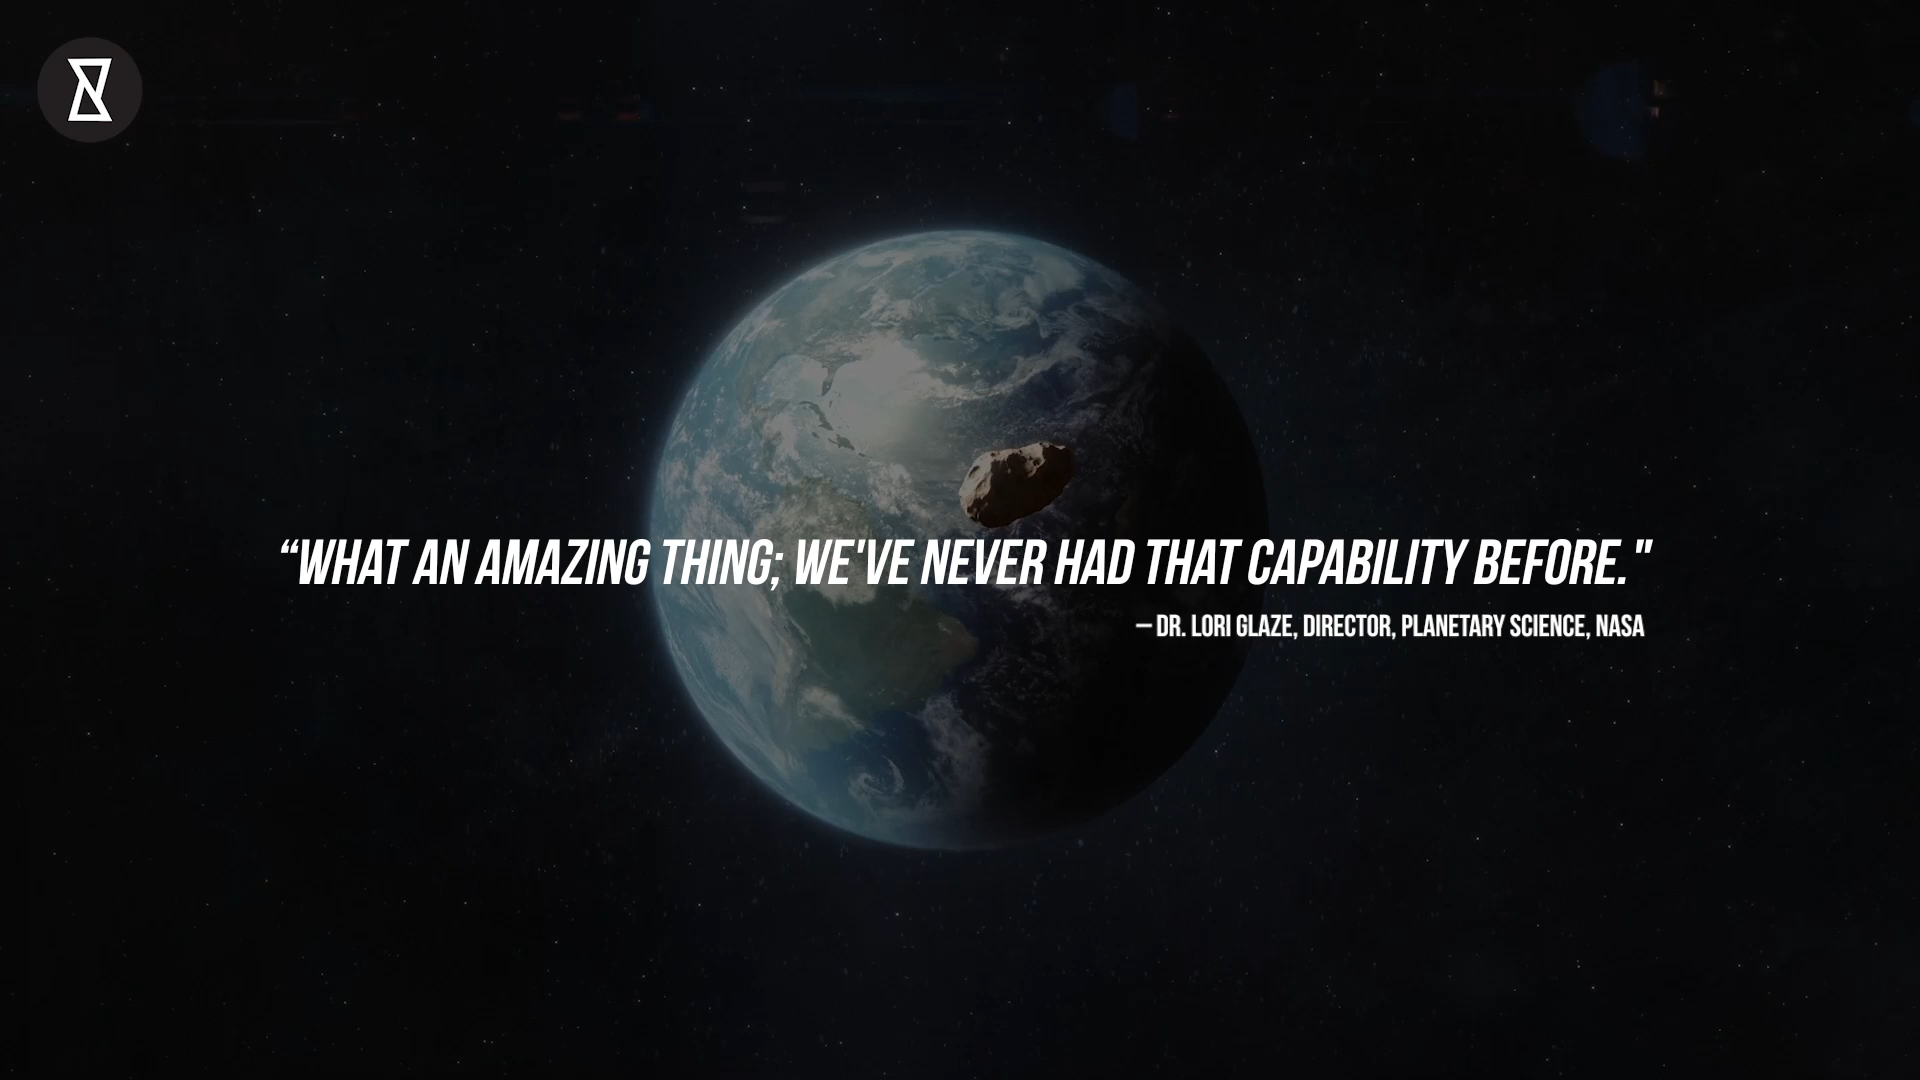 “WHAT AN AMAZING THING; WE'VE NEVER HAD THAT CAPABILITY BEFORE."
– DR. LORI GLAZE, DIRECTOR, PLANETARY SCIENCE, NASA